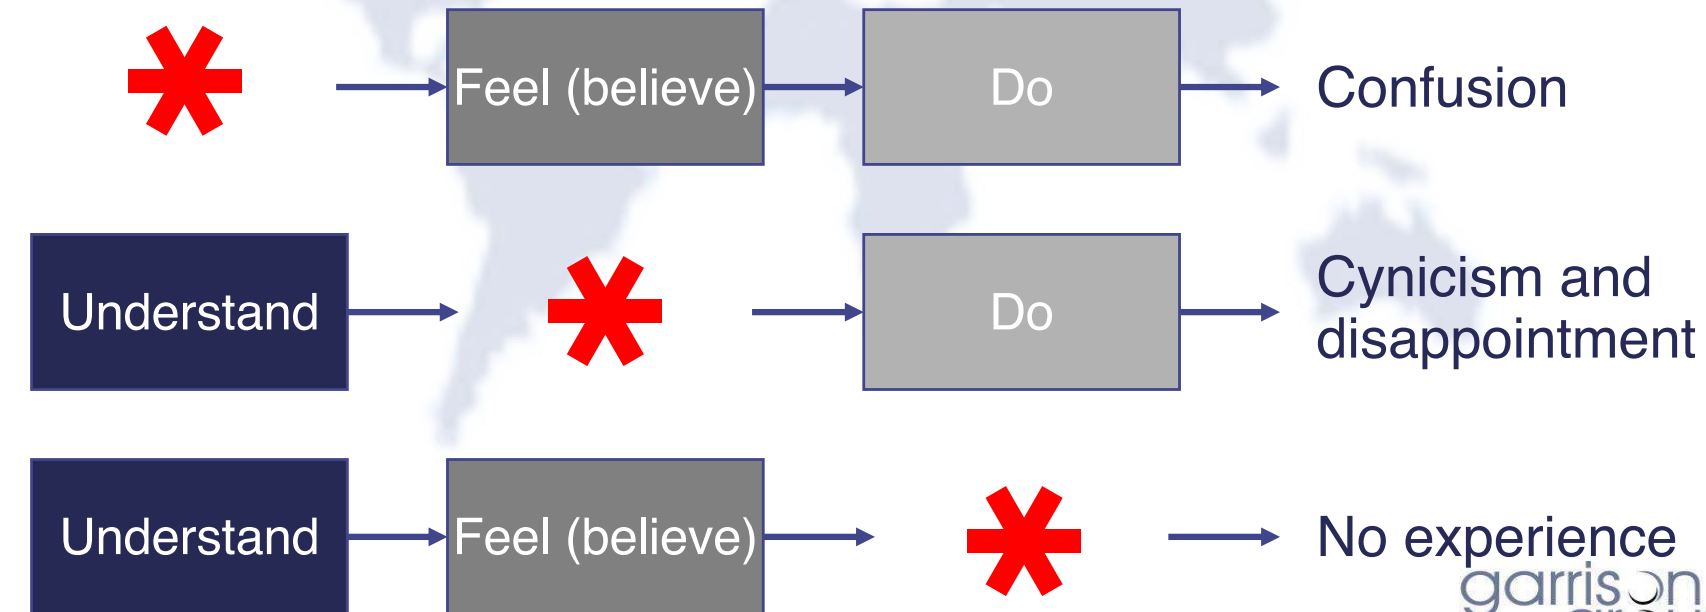 Feel (believe)
Do
Confusion
Understand
Do
Cynicism and
disappointment
Understand
Feel (believe)
No experience
garrison